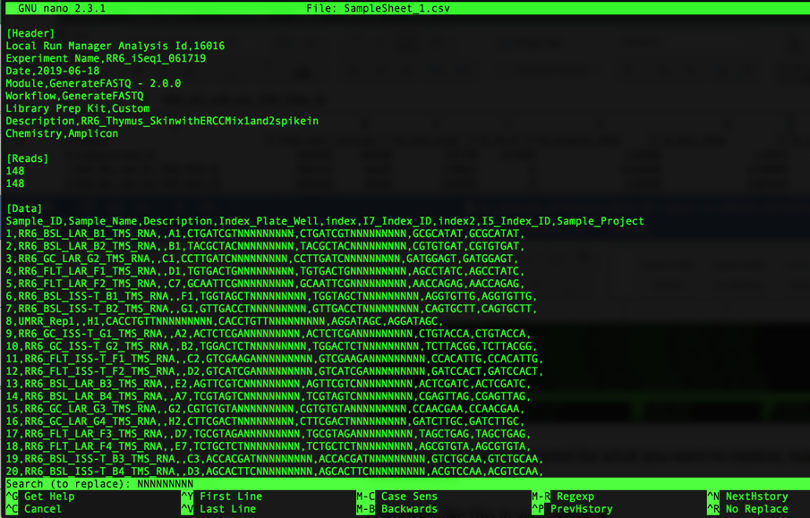 GNU nano 2.3.1 File: SampleSheet_1.csv
[Header]
Local Run Manager Analysis Id,16016
Experiment Name,RR6_iSeq1_061719
Date,2019-06-18
Module,GenerateFASTQ - 2.0.0
Workflow,GenerateFASTQ
Library Prep Kit,Custom
Description,RR6_Thymus_SkinwithERCCMix1and2spikein
Chemistry,Amplicon
[Reads]
148
148
[Data]
Sample_ID,Sample_Name,Description,Index_Plate_Well,index,I7_Index_ID,index2,I5_Index_ID,Sample_Project
1,RR6_BSL_LAR_B1_TMS_RNA,,A1,CTGATCGTNNNNNNNNN,CTGATCGTNNNNNNNNN,GCGCATAT,GCGCATAT,
2,RR6_BSL_LAR_B2_TMS_RNA,,B1,TACGCTACNNNNNNNNN,TACGCTACNNNNNNNNN,CGTGTGAT,CGTGTGAT,
3,RR6_GC_LAR_G2_TMS_RNA,,C1,CCTTGATCNNNNNNNNN,CCTTGATCNNNNNNNNN,GATGGAGT,GATGGAGT,
4,RR6_FLT_LAR_F1_TMS_RNA,,D1,TGTGACTGNNNNNNNNN,TGTGACTGNNNNNNNNN,AGCCTATC,AGCCTATC,
5,RR6_FLT_LAR_F2_TMS_RNA,,C7,GCAATTCGNNNNNNNNN,GCAATTCGNNNNNNNNN,AACCAGAG,AACCAGAG,
6,RR6_BSL_ISS-T_B1_TMS_RNA,,F1,TGGTAGCTNNNNNNNNN,TGGTAGCTNNNNNNNNN,AGGTGTTG,AGGTGTTG,
7,RR6_BSL_ISS-T_B2_TMS_RNA,,G1,GTTGACCTNNNNNNNNN,GTTGACCTNNNNNNNNN,CAGTGCTT,CAGTGCTT,
8,UMRR_Rep1,,H1,CACCTGTTNNNNNNNNN,CACCTGTTNNNNNNNNN,AGGATAGC,AGGATAGC,
9,RR6_GC_ISS-T_G1_TMS_RNA,,A2,ACTCTCGANNNNNNNNN,ACTCTCGANNNNNNNNN,CTGTACCA,CTGTACCA,
10,RR6_GC_ISS-T_G2_TMS_RNA,,B2,TGGACTCTNNNNNNNNN,TGGACTCTNNNNNNNNN,TCTTACGG,TCTTACGG,
11,RR6_FLT_ISS-T_F1_TMS_RNA,,C2,GTCGAAGANNNNNNNNN,GTCGAAGANNNNNNNNN,CCACATTG,CCACATTG,
12,RR6_FLT_ISS-T_F2_TMS_RNA,,D2,GTCATCGANNNNNNNNN,GTCATCGANNNNNNNNN,GATCCACT,GATCCACT,
13,RR6_BSL_LAR_B3_TMS_RNA,,E2,AGTTCGTCNNNNNNNNN,AGTTCGTCNNNNNNNNN,ACTCGATC,ACTCGATC,
14,RR6_BSL_LAR_B4_TMS_RNA,,A7,TCGTAGTCNNNNNNNNN,TCGTAGTCNNNNNNNNN,CGAGTTAG,CGAGTTAG,
15,RR6_GC_LAR_G3_TMS_RNA,,G2,CGTGTGTANNNNNNNNN,CGTGTGTANNNNNNNNN,CCAACGAA,CCAACGAA,
16,RR6_GC_LAR_G4_TMS_RNA,,H2,CTTCGACTNNNNNNNNN,CTTCGACTNNNNNNNNN,GATCTTGC,GATCTTGC,
17,RR6_FLT_LAR_F3_TMS_RNA,,D7,TGCGTAGANNNNNNNNN,TGCGTAGANNNNNNNNN,TAGCTGAG,TAGCTGAG,
18,RR6_FLT_LAR_F4_TMS_RNA,,E7,TCTGCTCTNNNNNNNNN,TCTGCTCTNNNNNNNNN,AGCGTGTA,AGCGTGTA,
19,RR6_BSL_ISS-T_B3_TMS_RNA,,C3,ACCACGATNNNNNNNNN,ACCACGATNNNNNNNNN,GTCTGCAA,GTCTGCAA,
20,RR6_BSL_ISS-T_B4_TMS_RNA,,D3,AGCACTTCNNNNNNNNN,AGCACTTCNNNNNNNNN,ACGTCCAA,ACGTCCAA,
Search (to replace): NNNNNNNNN
^G Get Help ^Y First Line M-C Case Sens M-R Regexp ^N NextHstory
^C Cancel ^V Last Line M-B Backwards ^P PrevHstory ^R No Replace